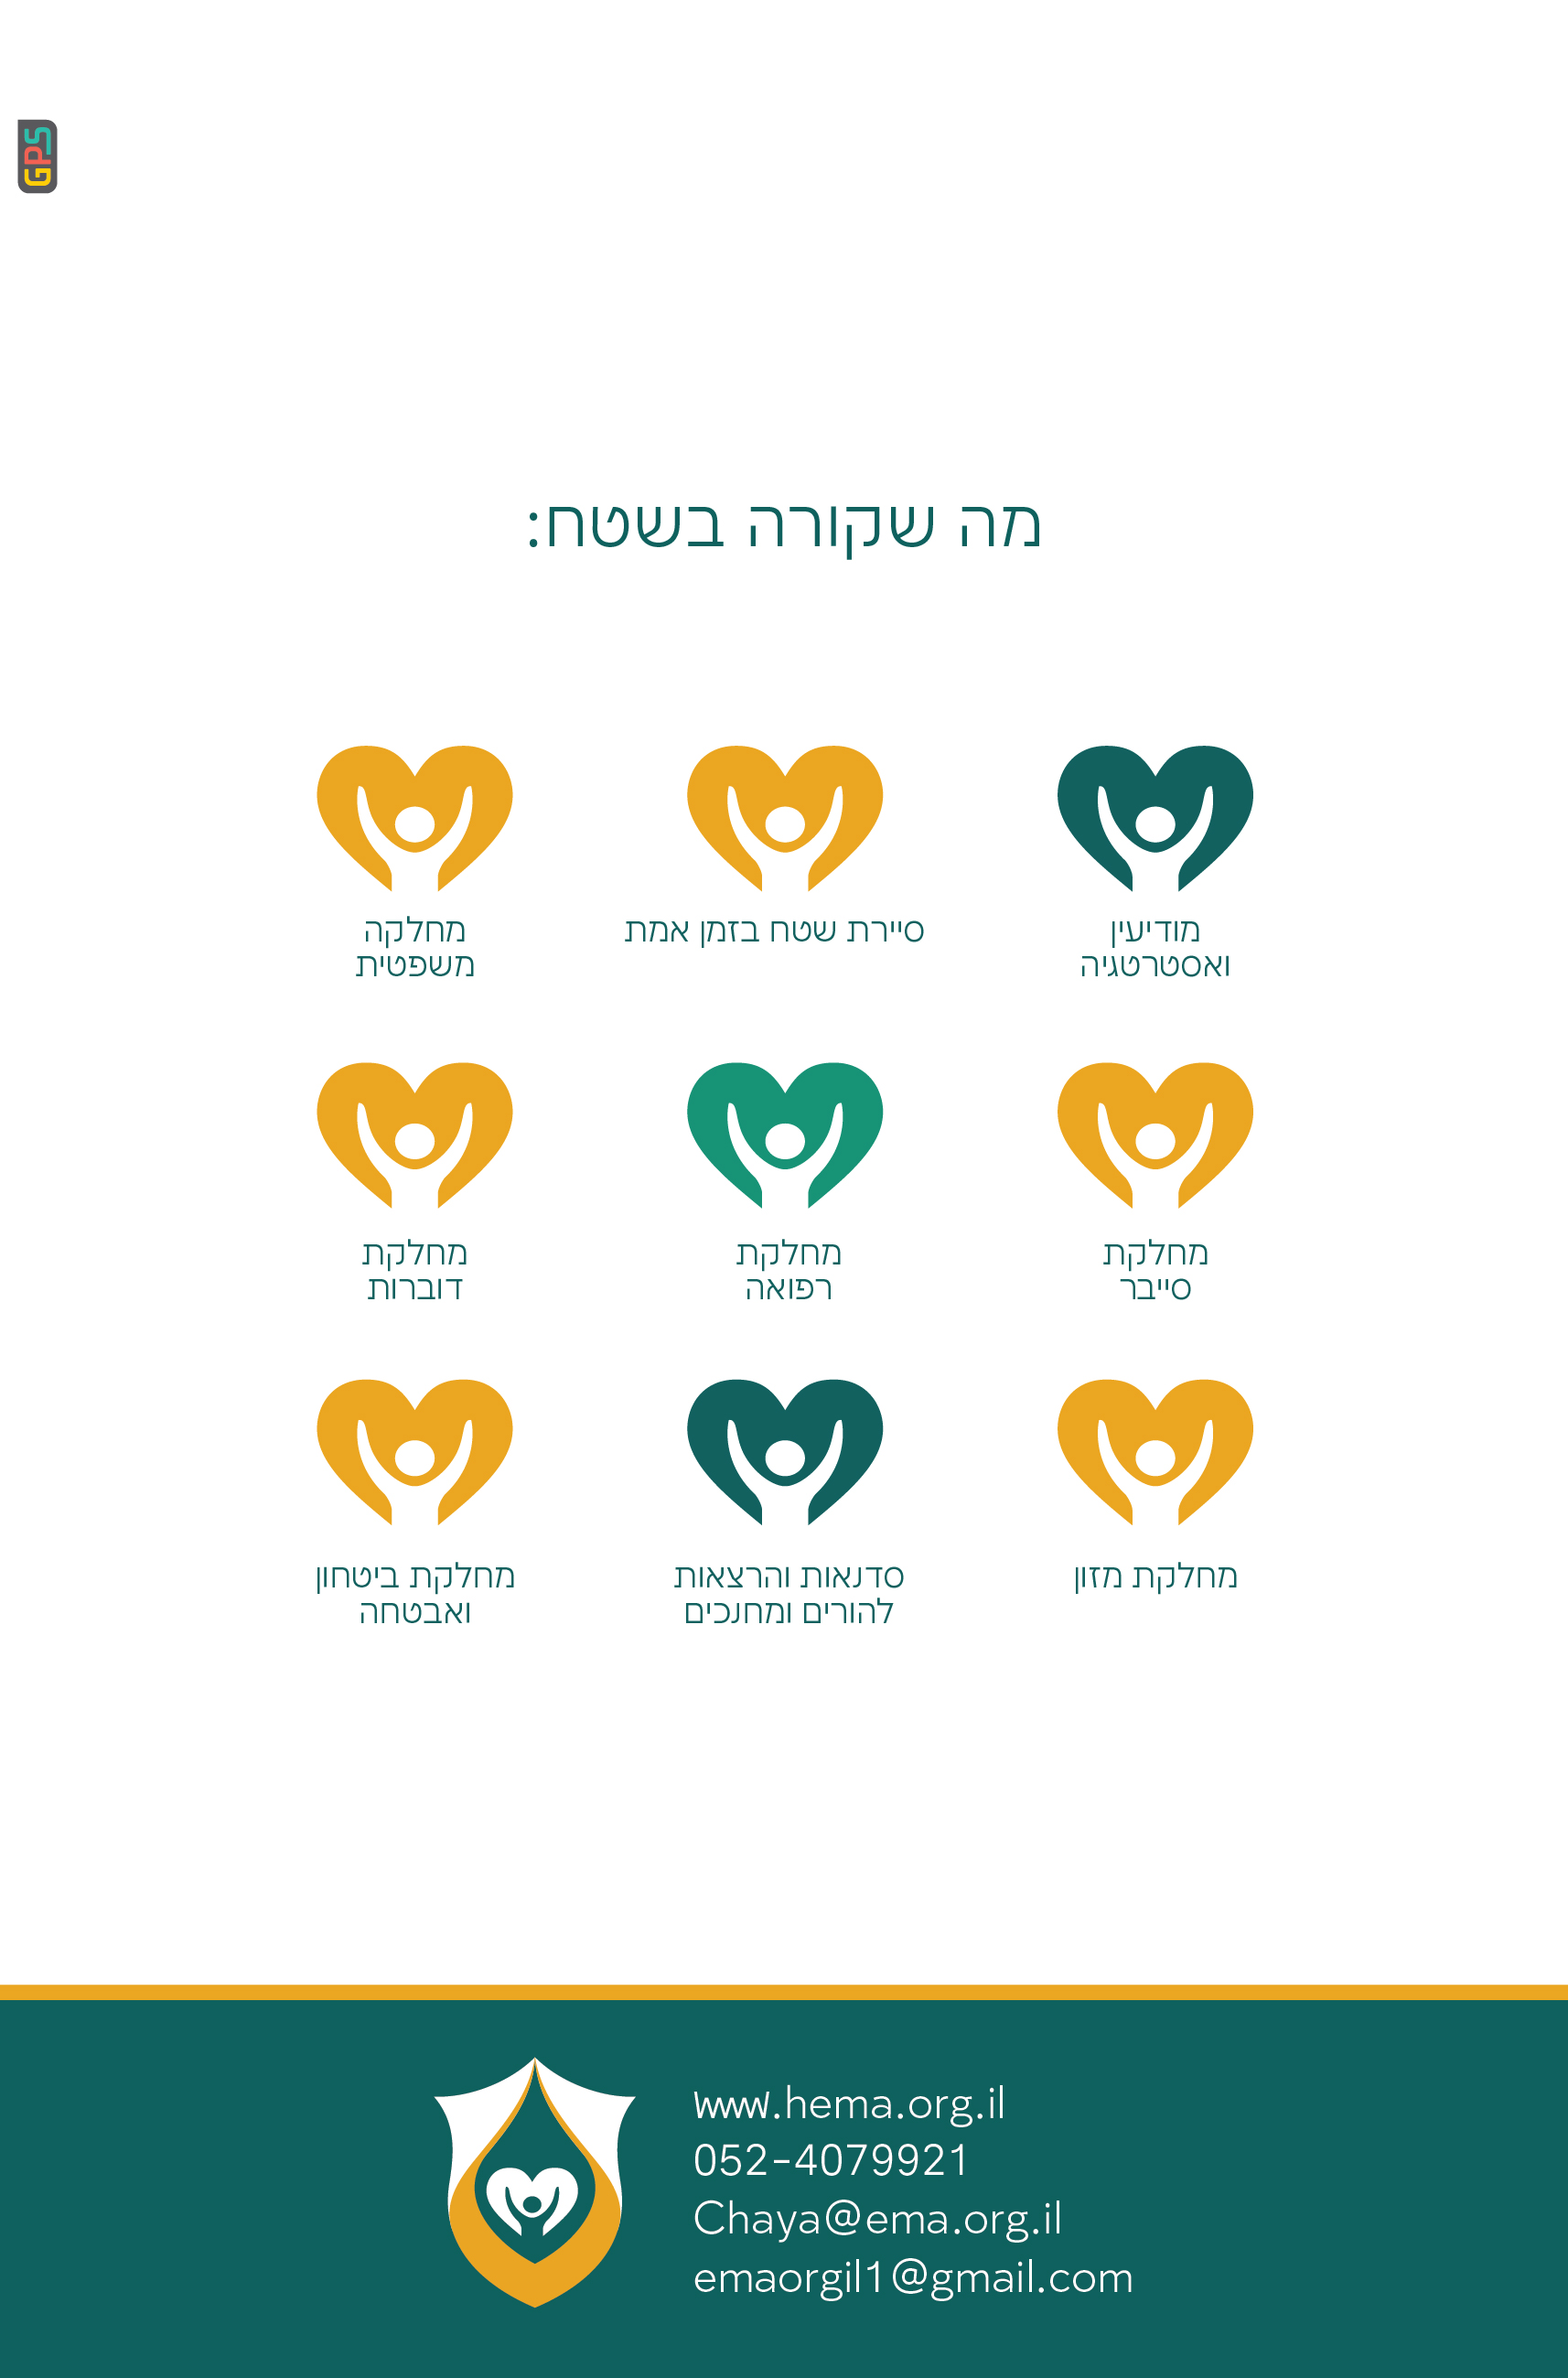 GPS
מה שקורה בשטח:
מודיעין
ואסטרטגיה
סיירת שטח בזמן אמת
מחלקה
משפטית
מחלקת
סייבר
מחלקת
רפואה
מחלקת
דוברות
מחלקת מזון
סדנאות והרצאות
להורים ומחנכים
מחלקת ביטחון
ואבטחה
www.hema.org.il
052-4079921
Chaya@ema.org.il
emaorgil1@gmail.com